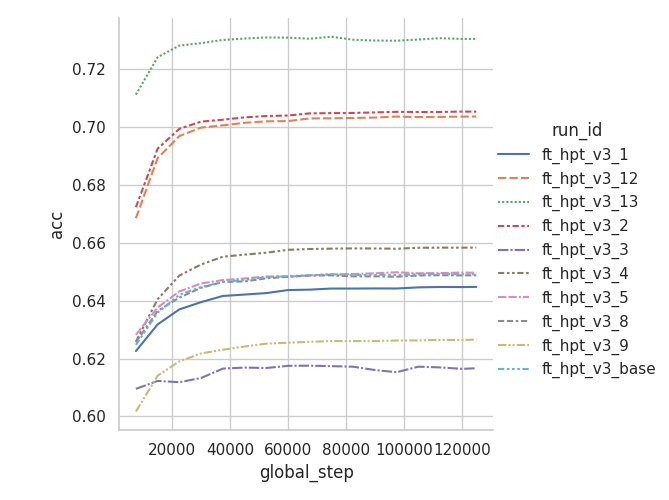 0.72
0.70
0.68
0.66
0.64
0.62
0.60
acc
20000 40000 60000 80000 100000 120000
global_step
run_id
ft_hpt_v3_1
ft_hpt_v3_12
ft_hpt_v3_13
ft_hpt_v3_2
ft_hpt_v3_3
ft_hpt_v3_4
ft_hpt_v3_5
ft_hpt_v3_8
ft_hpt_v3_9
ft_hpt_v3_base